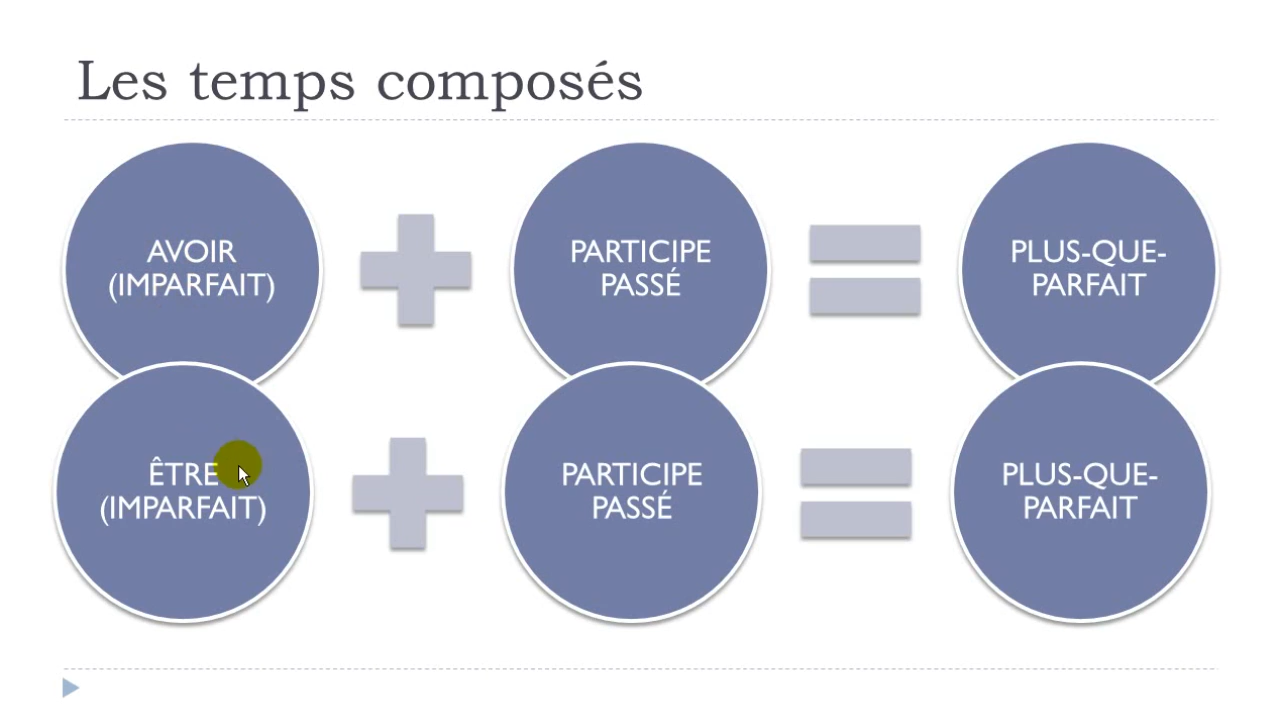 Les temps composés
AVOIR
(IMPARFAIT)
PARTICIPE
PASSÉ
PLUS-QUE-
PARFAIT
ÊTRE
(IMPARFAIT)
PARTICIPE
PASSÉ
PLUS-QUE-
PARFAIT